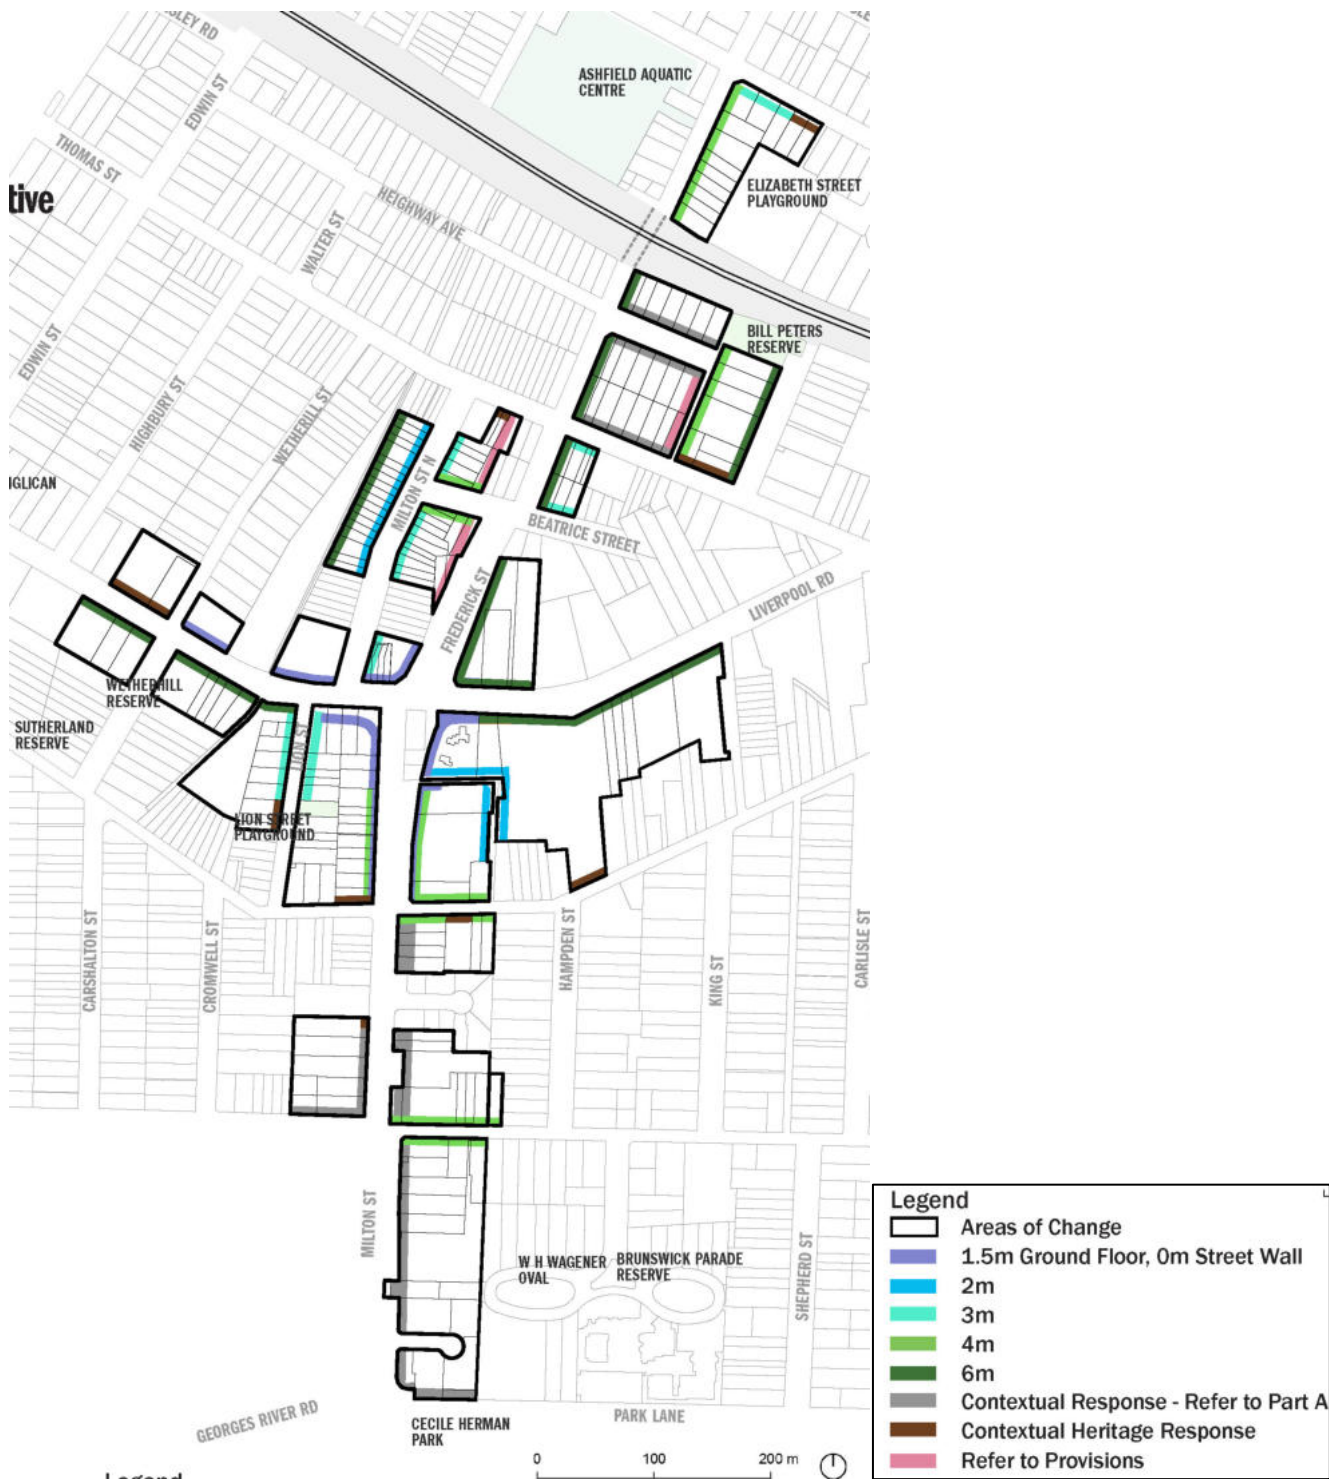 SLEY RD
ASHFIELD AQUATIC
CENTRE
EDWIN ST
THOMAS ST
tive
HEIGHWAY AVE
ELIZABETH STREET
PLAYGROUND
WALTER ST
BILL PETERS
RESERVE
EDWIN ST
HIGHBURY ST
WETHERILL ST
NGLICAN
MILTON ST N
BEATRICE STREET
FREDERICK ST
LIVERPOOL RD
WETHERHILL
RESERVE
SUTHERLAND
RESERVE
LION ST
LION STREET
PLAYGROUND
CARSHALTON ST
CROMWELL ST
HAMPDEN ST
KING ST
CARLISLE ST
MILTON ST
W H WAGENER
OVAL
BRUNSWICK PARADE
RESERVE
SHEPHERD ST
GEORGES RIVER RD
CECILE HERMAN
PARK
PARK LANE
0 100 200 m
Legend
Legend
Areas of Change
1.5m Ground Floor, 0m Street Wall
2m
3m
4m
6m
Contextual Response - Refer to Part A
Contextual Heritage Response
Refer to Provisions